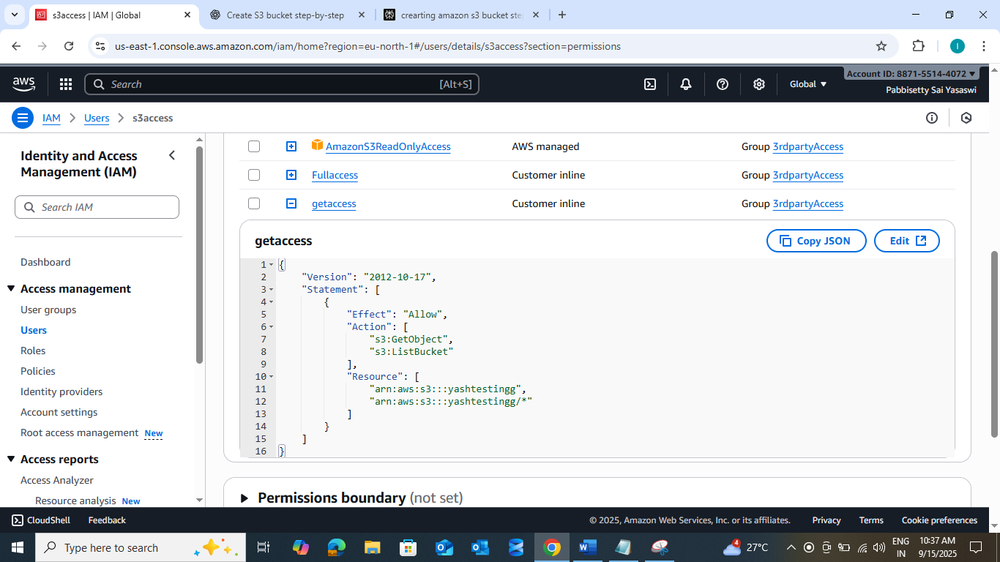 s3access | IAM | Global
Create S3 bucket step-by-step
crearting amazon s3 bucket ste
us-east-1.console.aws.amazon.com/iam/home?region=eu-north-1#/users/details/s3access?section=permissions
I
aws
Search
[Alt+S]
Global
Account ID: 8871-5514-4072
Pabbisetty Sai Yasaswi
IAM
Users
s3access
Identity and Access
Management (IAM)
Search IAM
Dashboard
Access management
User groups
Users
Roles
Policies
Identity providers
Account settings
Root access management New
Access reports
Access Analyzer
Resource analysis New
AmazonS3ReadOnlyAccess AWS managed Group 3rdpartyAccess
Fullaccess Customer inline Group 3rdpartyAccess
getaccess Customer inline Group 3rdpartyAccess
getaccess
Copy JSON
Edit
1 {
2 "Version": "2012-10-17",
3 "Statement": [
4 {
5 "Effect": "Allow",
6 "Action": [
7 "s3:GetObject",
8 "s3:ListBucket"
9 ],
10 "Resource": [
11 "arn:aws:s3:::yashtestingg",
12 "arn:aws:s3:::yashtestingg/*"
13 ]
14 }
15 ]
16 }
Permissions boundary (not set)
CloudShell
Feedback
© 2025, Amazon Web Services, Inc. or its affiliates.
Privacy
Terms
Cookie preferences
Type here to search
4
27°C
ENG
IN
10:37 AM
9/15/2025